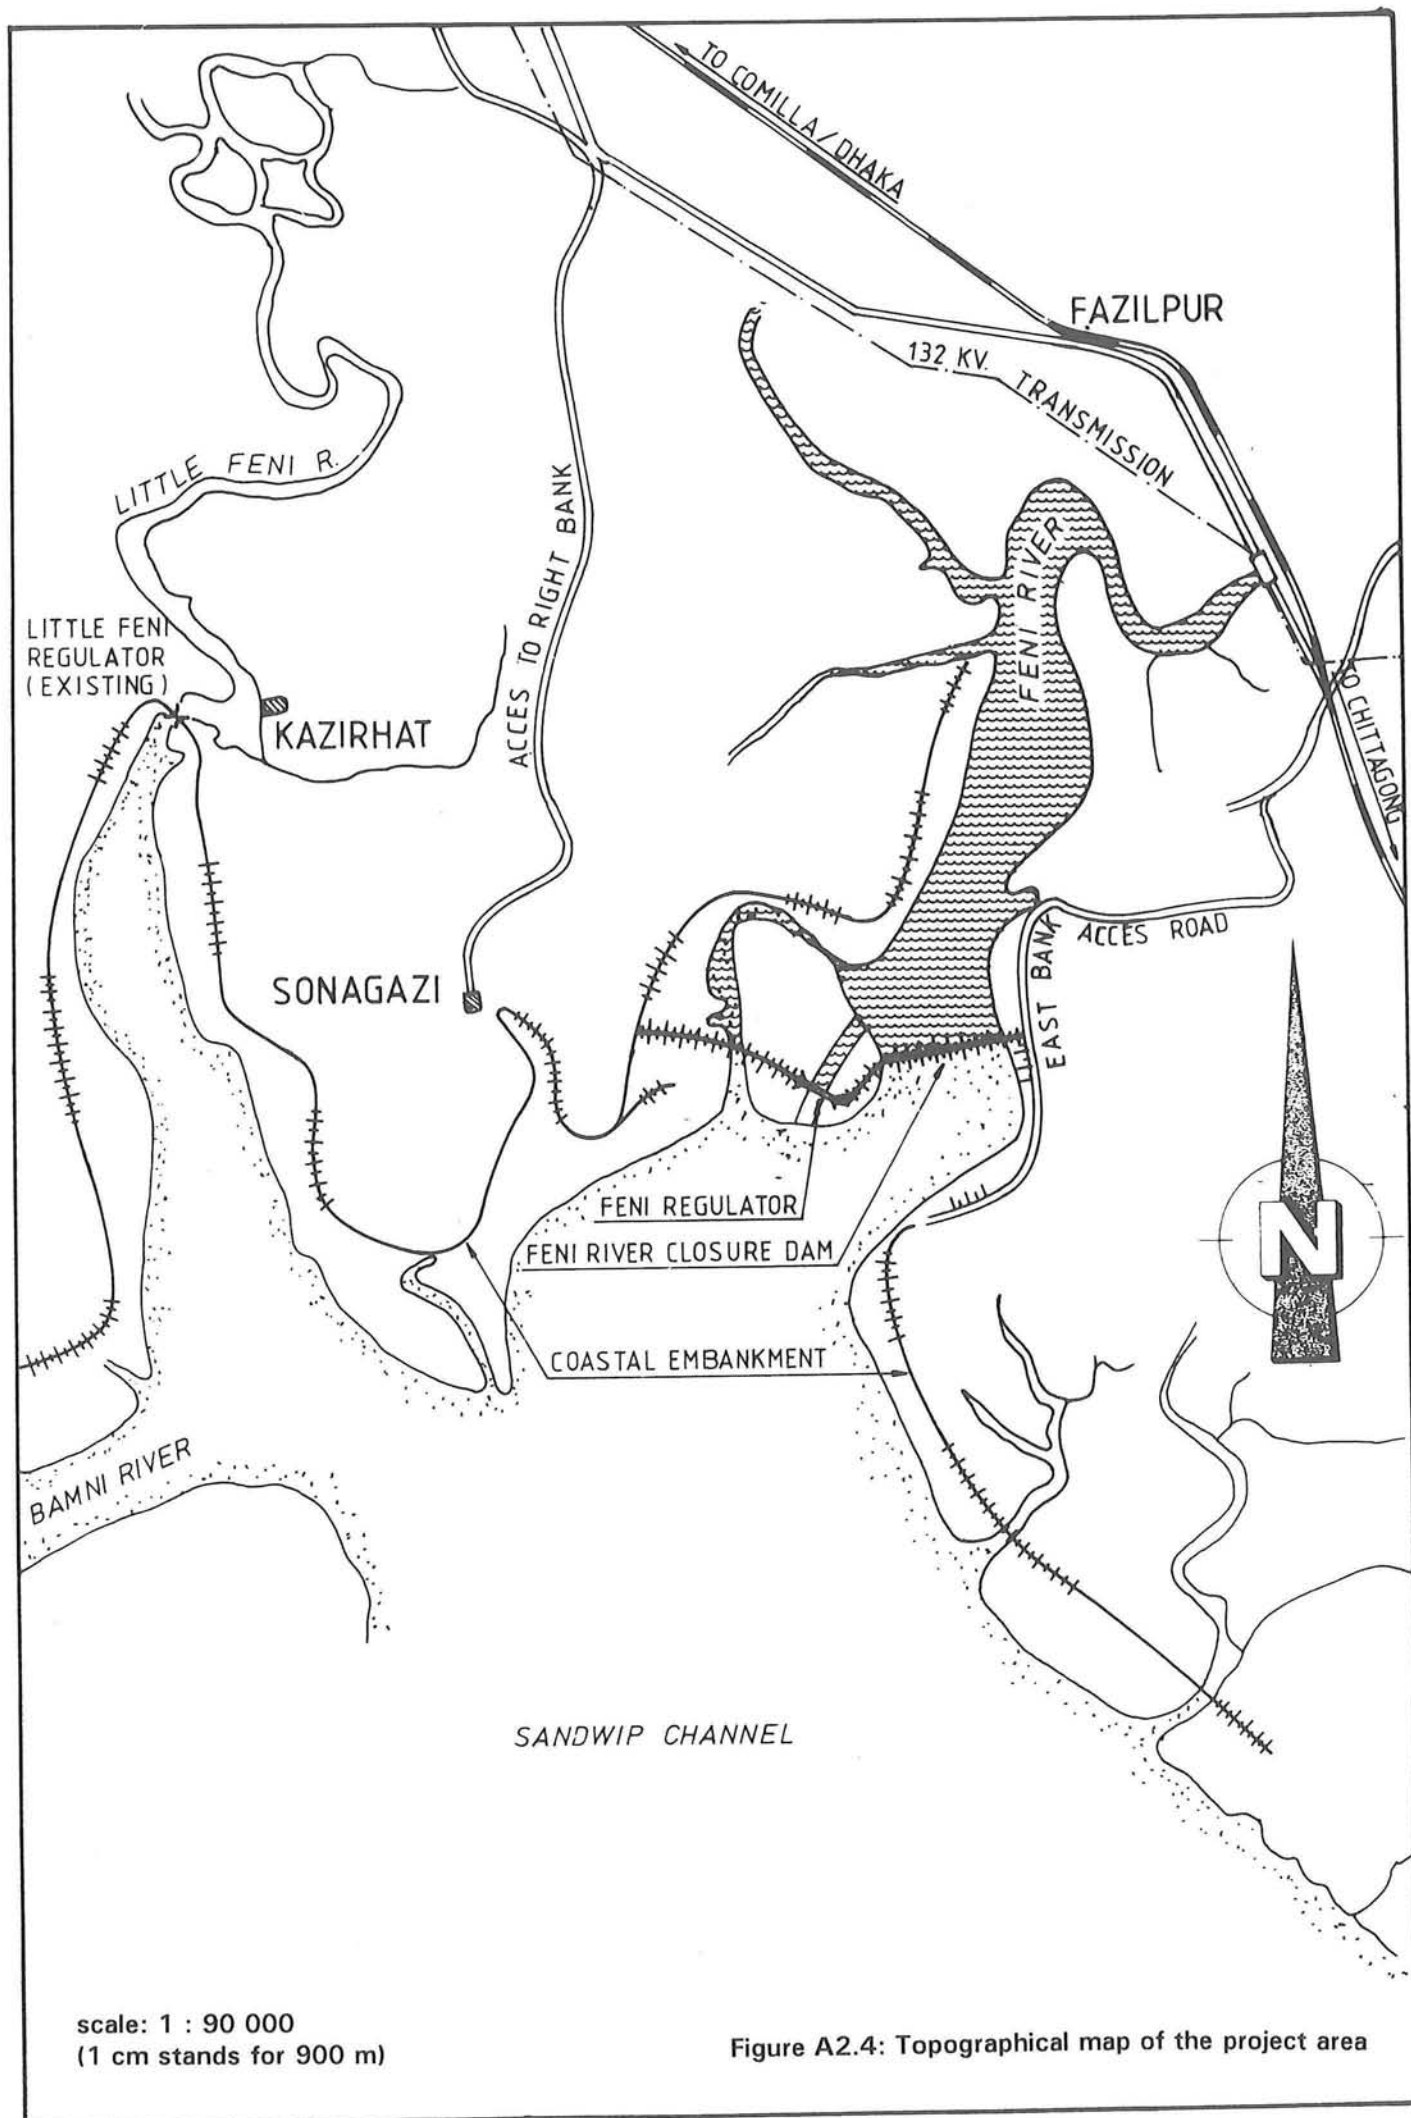 TO COMILLA/DHAKA
FAZILPUR
132 KV. TRANSMISSION
LITTLE FENI R.
ACCES TO RIGHT BANK
FENI RIVER
LITTLE FENI
REGULATOR
(EXISTING)
KAZIRHAT
TO CHITTAGONG
SONAGAZI
EAST BANK ACCES ROAD
FENI REGULATOR
FENI RIVER CLOSURE DAM
N
COASTAL EMBANKMENT
BAMNI RIVER
SANDWIP CHANNEL
scale: 1 : 90 000
(1 cm stands for 900 m)
Figure A2.4: Topographical map of the project area